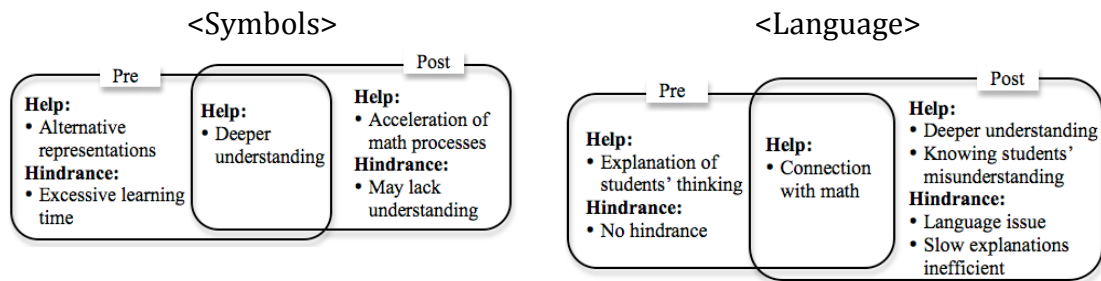 <Symbols>
Pre
Post
Help:
• Alternative
representations
Hindrance:
• Excessive learning
time
Help:
• Deeper
understanding
Help:
• Acceleration of
math processes
Hindrance:
• May lack
understanding
<Language>
Pre
Post
Help:
• Explanation of
students’ thinking
Hindrance:
• No hindrance
Help:
• Connection
with math
Help:
• Deeper understanding
• Knowing students’
misunderstanding
Hindrance:
• Language issue
• Slow explanations
inefficient